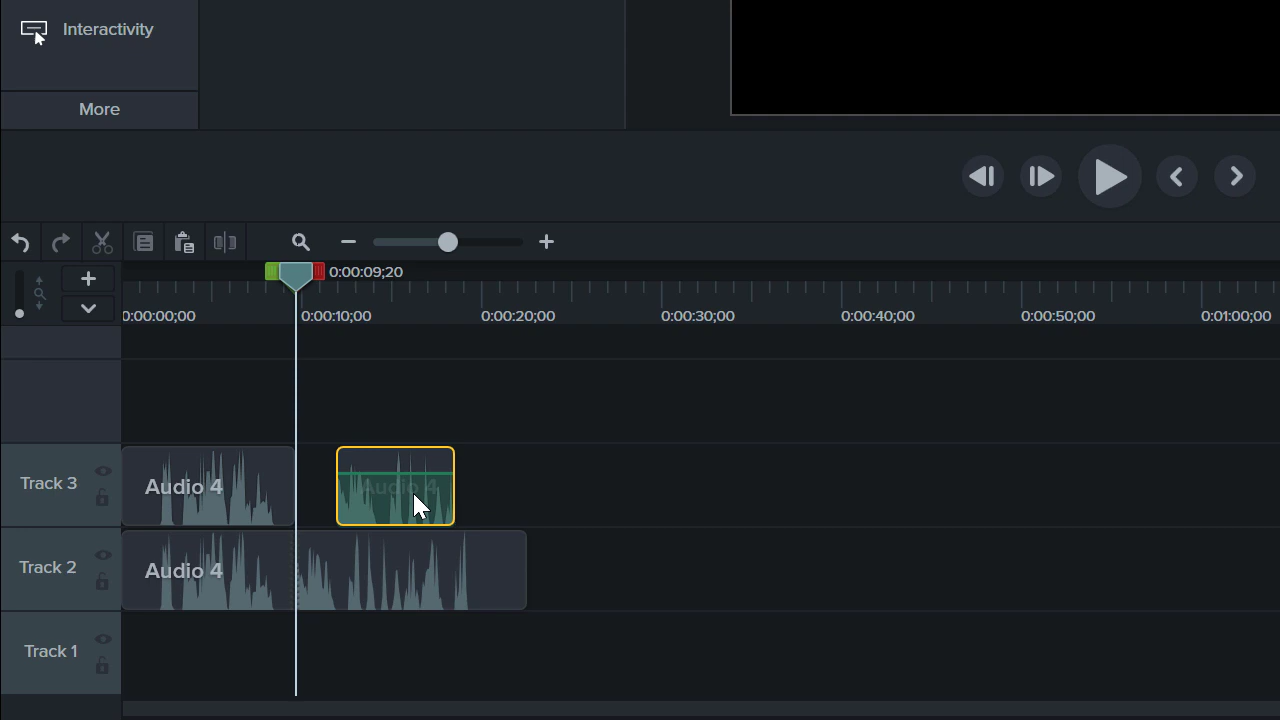 Interactivity
More
0:00:09;20
0:00:00;00
0:00:10;00
0:00:20;00
0:00:30;00
0:00:40;00
0:00:50;00
0:01:00;00
Track 3
Audio 4
Audio 4
Track 2
Audio 4
Track 1